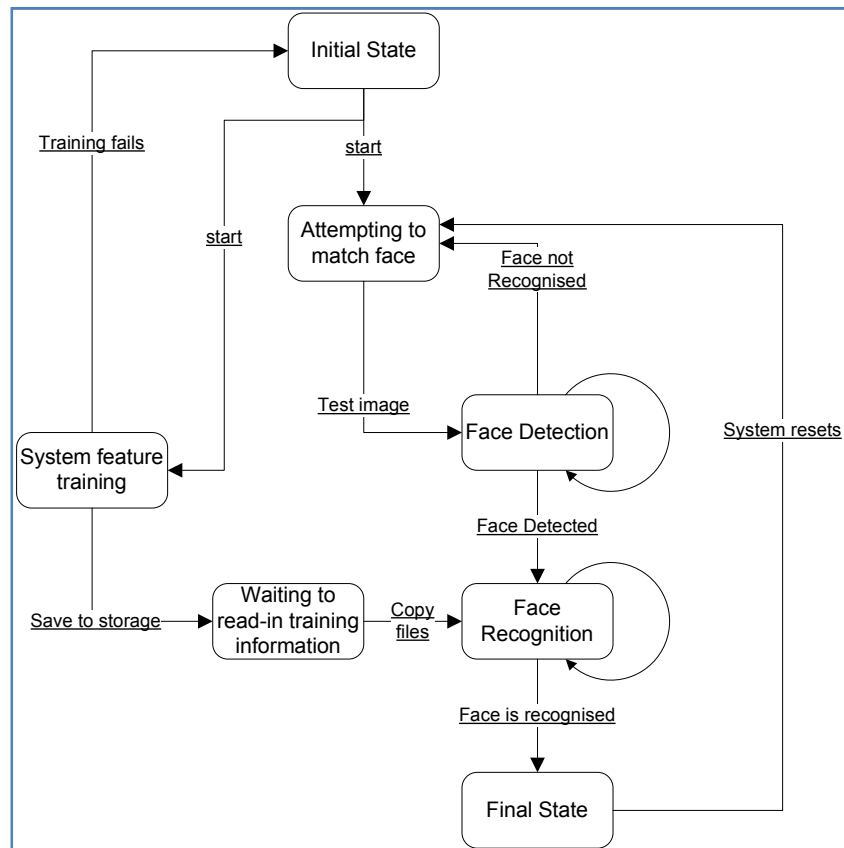 Initial State
Training fails
start
start
Attempting to
match face
Face not
Recognised
Test image
Face Detection
System resets
System feature
training
Face Detected
Save to storage
Waiting to
read-in training
information
Copy
files
Face
Recognition
Face is recognised
Final State